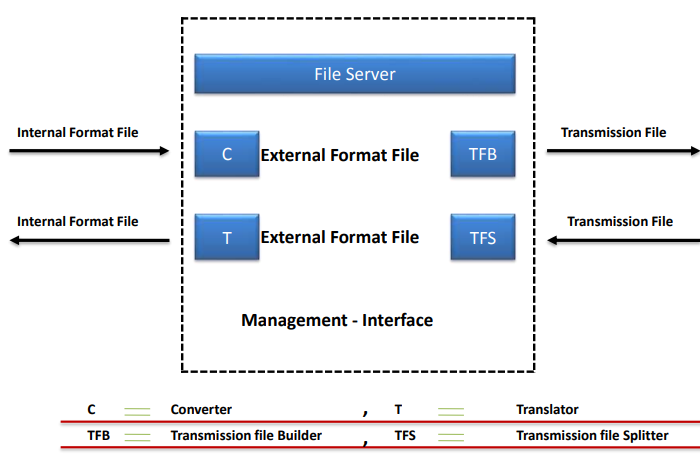 File Server
Internal Format File
Transmission File
C External Format File TFB
Internal Format File
Transmission File
T External Format File TFS
Management - Interface
C Converter , T Translator
TFB Transmission file Builder , TFS Transmission file Splitter